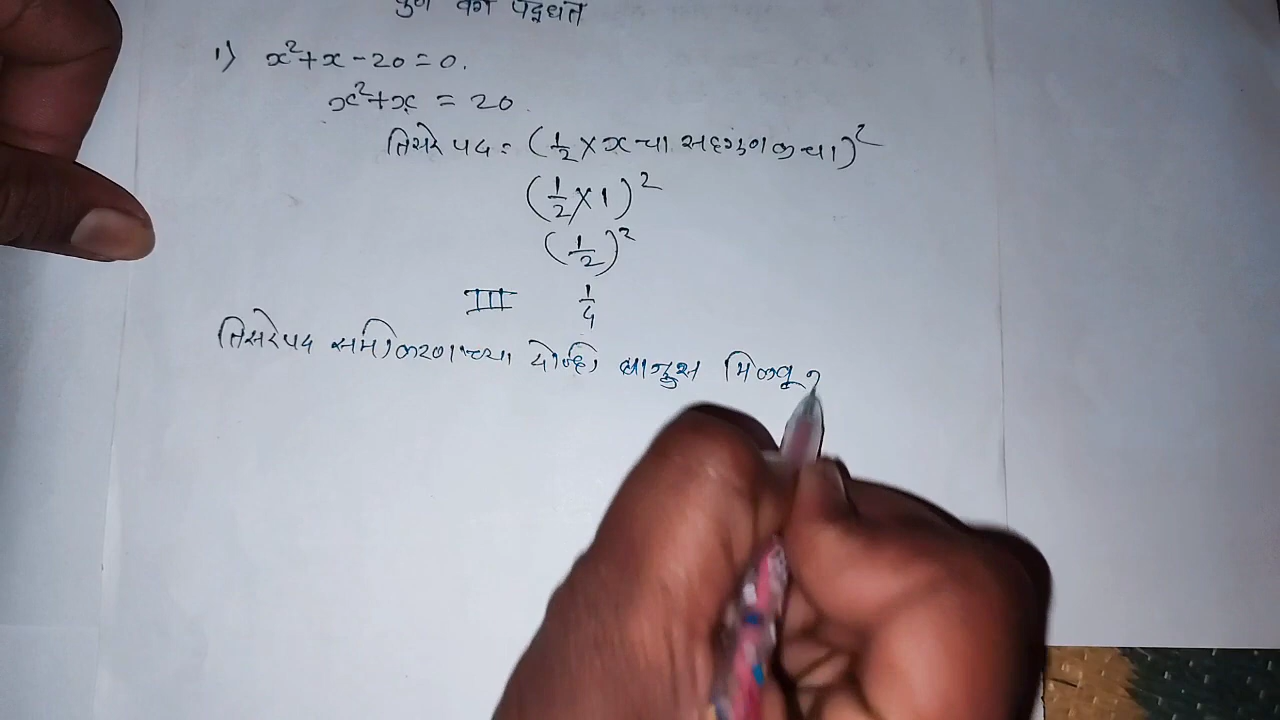 पूर्ण वर्ग पद्धत
1) x²+x-20=0.
x²+x = 20.
तिसरे पद = (1/2 × x च्या सहगुणकाच्या)²
(1/2 × 1)²
(1/2)²
III 1/4
तिसरे पद समीकरणाच्या दोन्ही बाजुस मिळवून